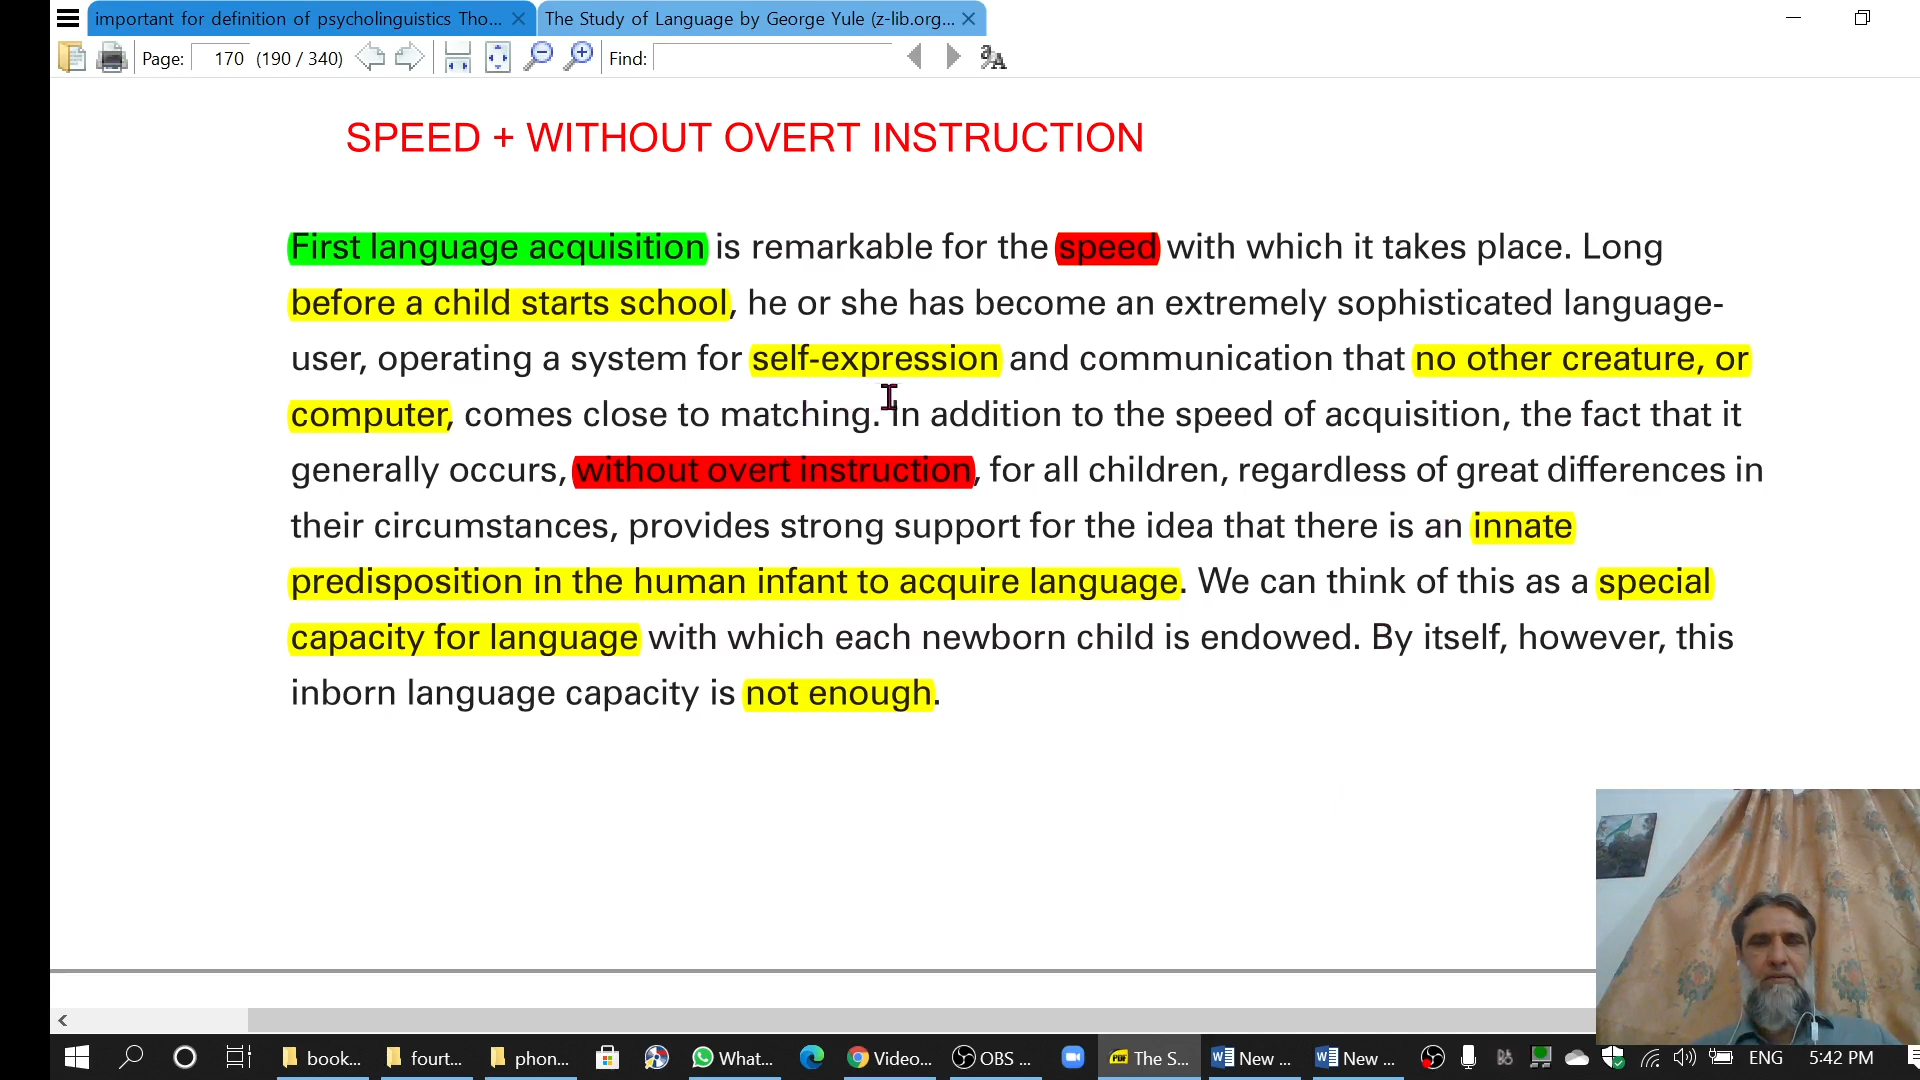 important for definition of psycholinguistics Tho...
The Study of Language by George Yule (z-lib.org...
Page: 170 (190 / 340) Find:
SPEED + WITHOUT OVERT INSTRUCTION
First language acquisition is remarkable for the speed with which it takes place. Long
before a child starts school, he or she has become an extremely sophisticated language-
user, operating a system for self-expression and communication that no other creature, or
computer, comes close to matching. In addition to the speed of acquisition, the fact that it
generally occurs, without overt instruction, for all children, regardless of great differences in
their circumstances, provides strong support for the idea that there is an innate
predisposition in the human infant to acquire language. We can think of this as a special
capacity for language with which each newborn child is endowed. By itself, however, this
inborn language capacity is not enough.
book... fourt... phon... What... Video... OBS ... The S... New ... New ... ENG 5:42 PM